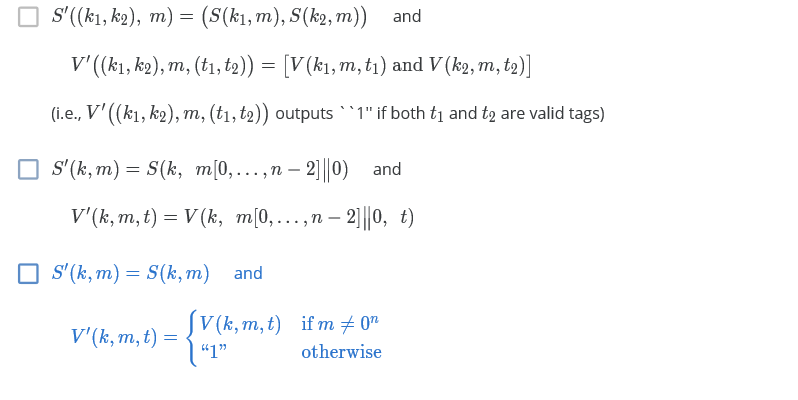 S′((k₁, k₂), m) = (S(k₁, m), S(k₂, m)) and
V′((k₁, k₂), m, (t₁, t₂)) = [V(k₁, m, t₁) and V(k₂, m, t₂)]
(i.e., V′((k₁, k₂), m, (t₁, t₂)) outputs ``1'' if both t₁ and t₂ are valid tags)
S′(k, m) = S(k, m[0, . . . , n − 2]‖0) and
V′(k, m, t) = V(k, m[0, . . . , n − 2]‖0, t)
S′(k, m) = S(k, m) and
V′(k, m, t) = { V(k, m, t) if m ≠ 0ⁿ
“1” otherwise